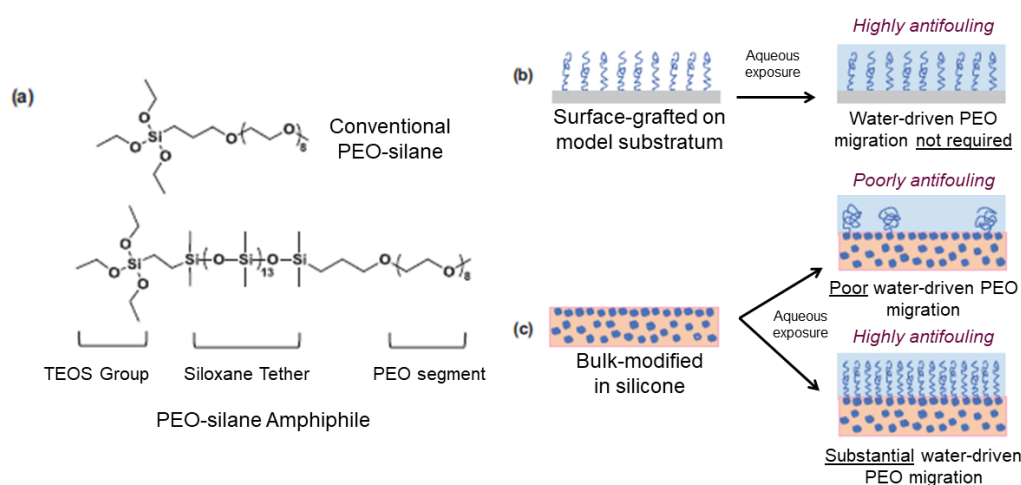 (a)
Si
O
O
O
O
O
8
Conventional
PEO-silane
Si
O
O
O
Si
O
Si
13
O
Si
O
O
8
TEOS Group
Siloxane Tether
PEO segment
PEO-silane Amphiphile
(b)
Surface-grafted on
model substratum
Aqueous
exposure
Highly antifouling
Water-driven PEO
migration not required
(c)
Bulk-modified
in silicone
Aqueous
exposure
Poorly antifouling
Poor water-driven PEO
migration
Highly antifouling
Substantial water-driven
PEO migration